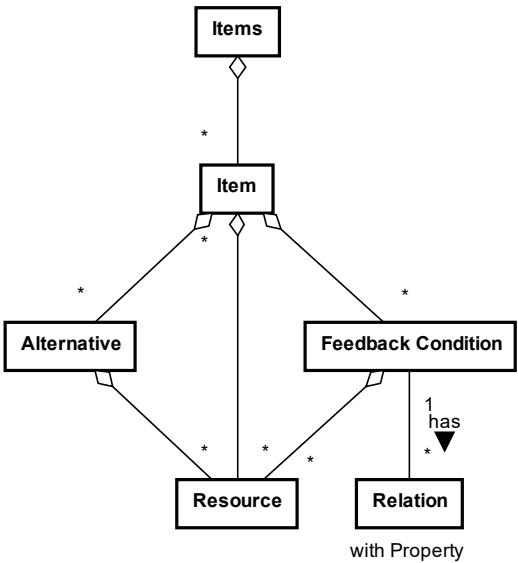 Items
*
Item
*
*
*
Alternative
Feedback Condition
1
has
*
*
*
*
Resource
Relation
with Property